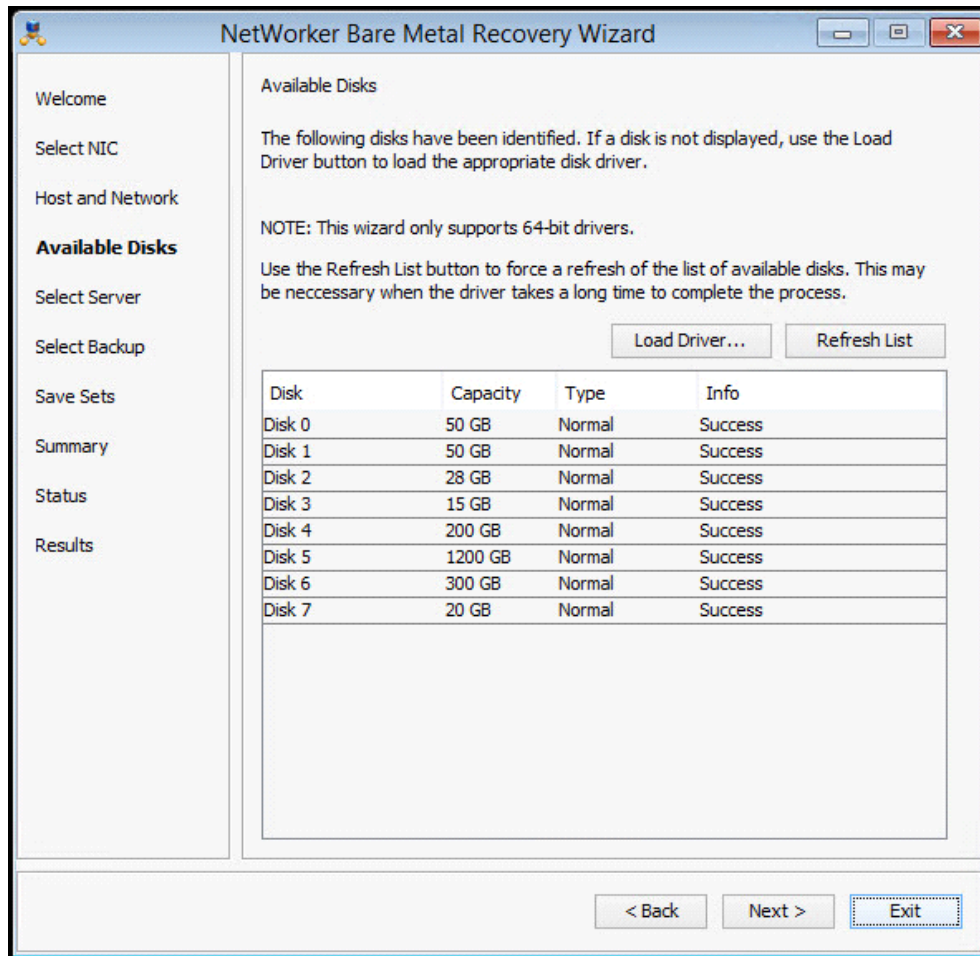 NetWorker Bare Metal Recovery Wizard
Welcome
Select NIC
Host and Network
Available Disks
Select Server
Select Backup
Save Sets
Summary
Status
Results
Available Disks
The following disks have been identified. If a disk is not displayed, use the Load
Driver button to load the appropriate disk driver.
NOTE: This wizard only supports 64-bit drivers.
Use the Refresh List button to force a refresh of the list of available disks. This may
be neccessary when the driver takes a long time to complete the process.
Load Driver... Refresh List
Disk Capacity Type Info
Disk 0 50 GB Normal Success
Disk 1 50 GB Normal Success
Disk 2 28 GB Normal Success
Disk 3 15 GB Normal Success
Disk 4 200 GB Normal Success
Disk 5 1200 GB Normal Success
Disk 6 300 GB Normal Success
Disk 7 20 GB Normal Success
< Back Next > Exit